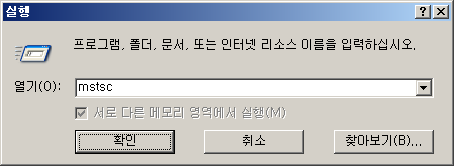 실행
프로그램, 폴더, 문서, 또는 인터넷 리소스 이름을 입력하십시오.
열기(O): mstsc
서로 다른 메모리 영역에서 실행(M)
확인 취소 찾아보기(B)...